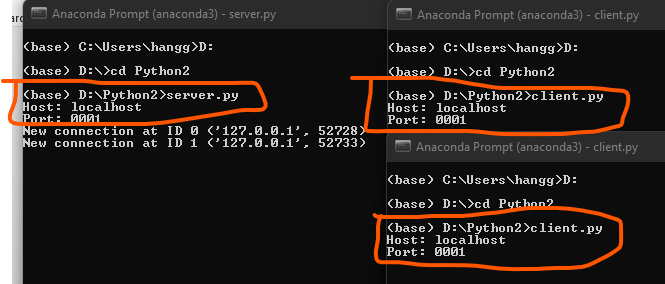 Anaconda Prompt (anaconda3) - server.py
(base) C:\Users\hangg>D:
(base) D:\>cd Python2
(base) D:\Python2>server.py
Host: localhost
Port: 0001
New connection at ID 0 ('127.0.0.1', 52728)
New connection at ID 1 ('127.0.0.1', 52733)
Anaconda Prompt (anaconda3) - client.py
(base) C:\Users\hangg>D:
(base) D:\>cd Python2
(base) D:\Python2>client.py
Host: localhost
Port: 0001
Anaconda Prompt (anaconda3) - client.py
(base) C:\Users\hangg>D:
(base) D:\>cd Python2
(base) D:\Python2>client.py
Host: localhost
Port: 0001